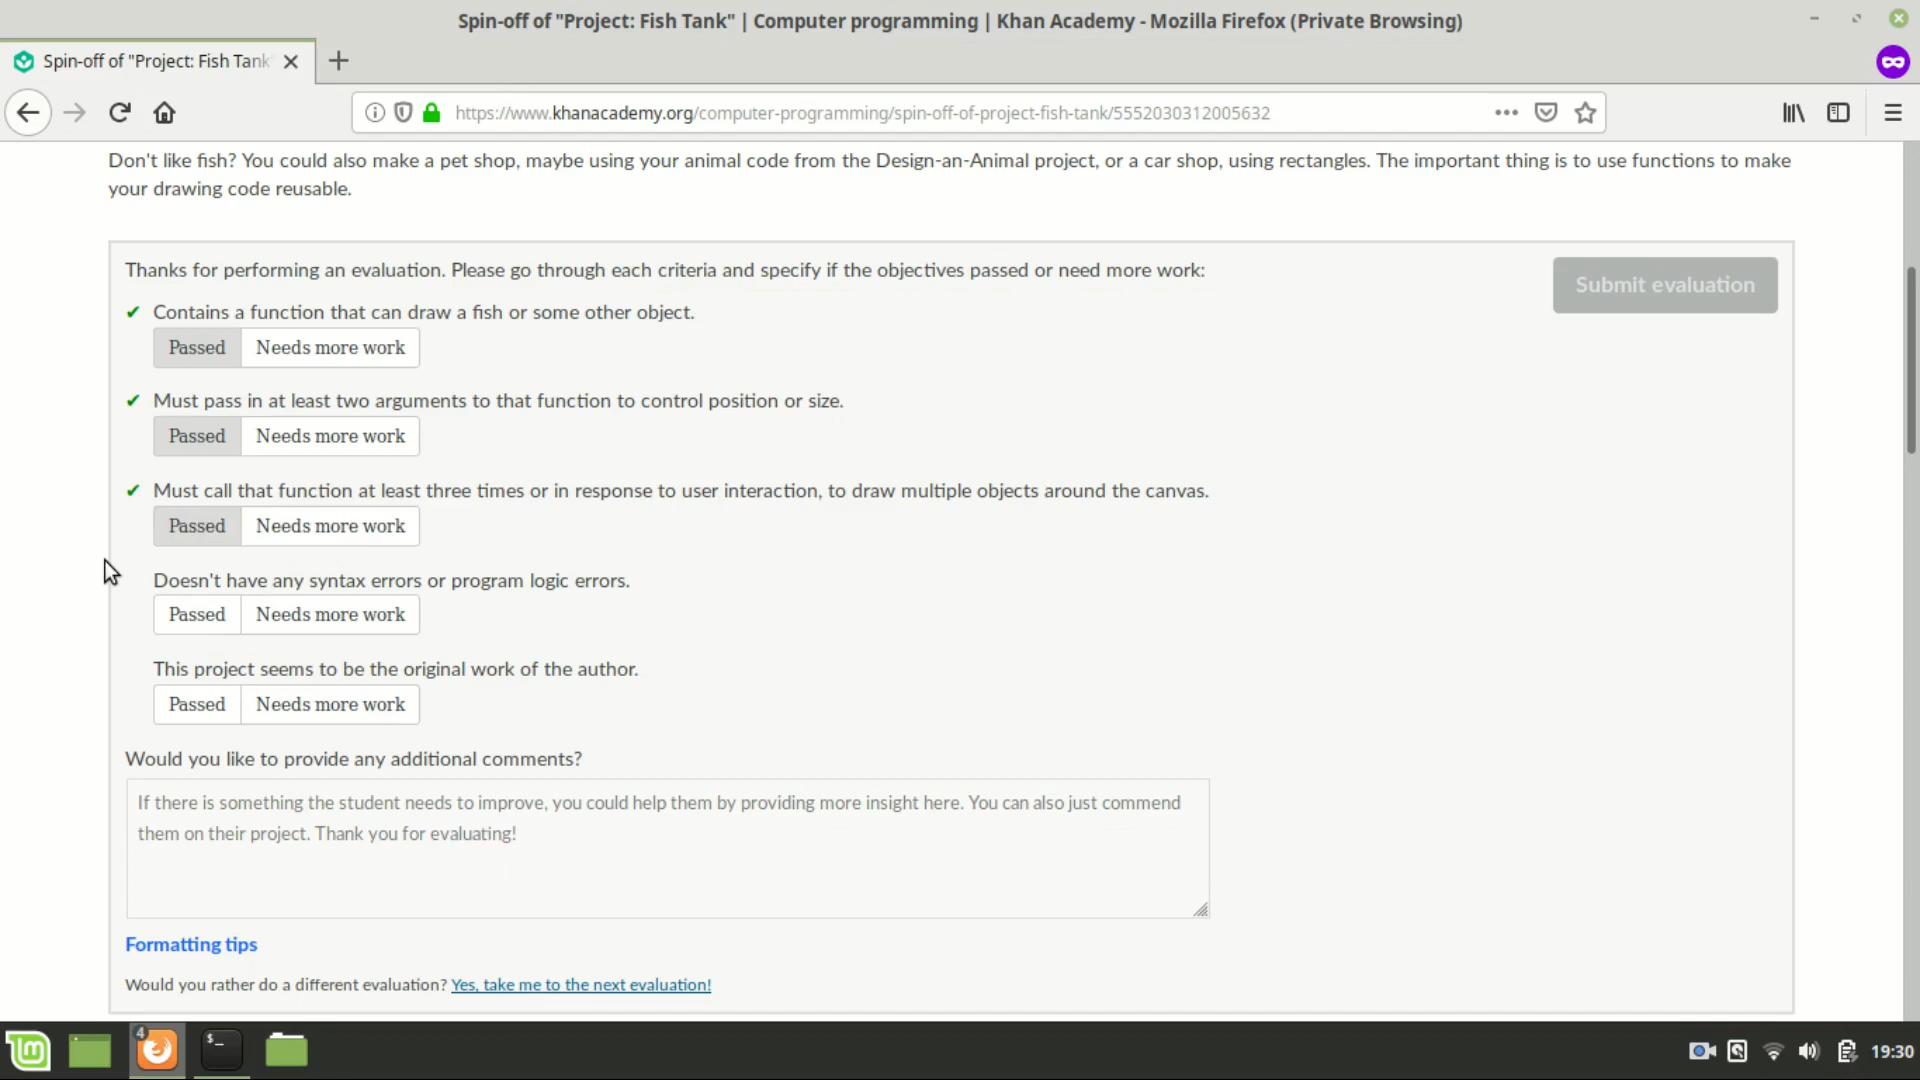 Spin-off of "Project: Fish Tank" | Computer programming | Khan Academy - Mozilla Firefox (Private Browsing)
Spin-off of "Project: Fish Tank
https://www.khanacademy.org/computer-programming/spin-off-of-project-fish-tank/5552030312005632
Don't like fish? You could also make a pet shop, maybe using your animal code from the Design-an-Animal project, or a car shop, using rectangles. The important thing is to use functions to make
your drawing code reusable.
Thanks for performing an evaluation. Please go through each criteria and specify if the objectives passed or need more work:
Submit evaluation
✔ Contains a function that can draw a fish or some other object.
Passed Needs more work
✔ Must pass in at least two arguments to that function to control position or size.
Passed Needs more work
✔ Must call that function at least three times or in response to user interaction, to draw multiple objects around the canvas.
Passed Needs more work
Doesn't have any syntax errors or program logic errors.
Passed Needs more work
This project seems to be the original work of the author.
Passed Needs more work
Would you like to provide any additional comments?
If there is something the student needs to improve, you could help them by providing more insight here. You can also just commend
them on their project. Thank you for evaluating!
Formatting tips
Would you rather do a different evaluation? Yes, take me to the next evaluation!
4
$_
19:30